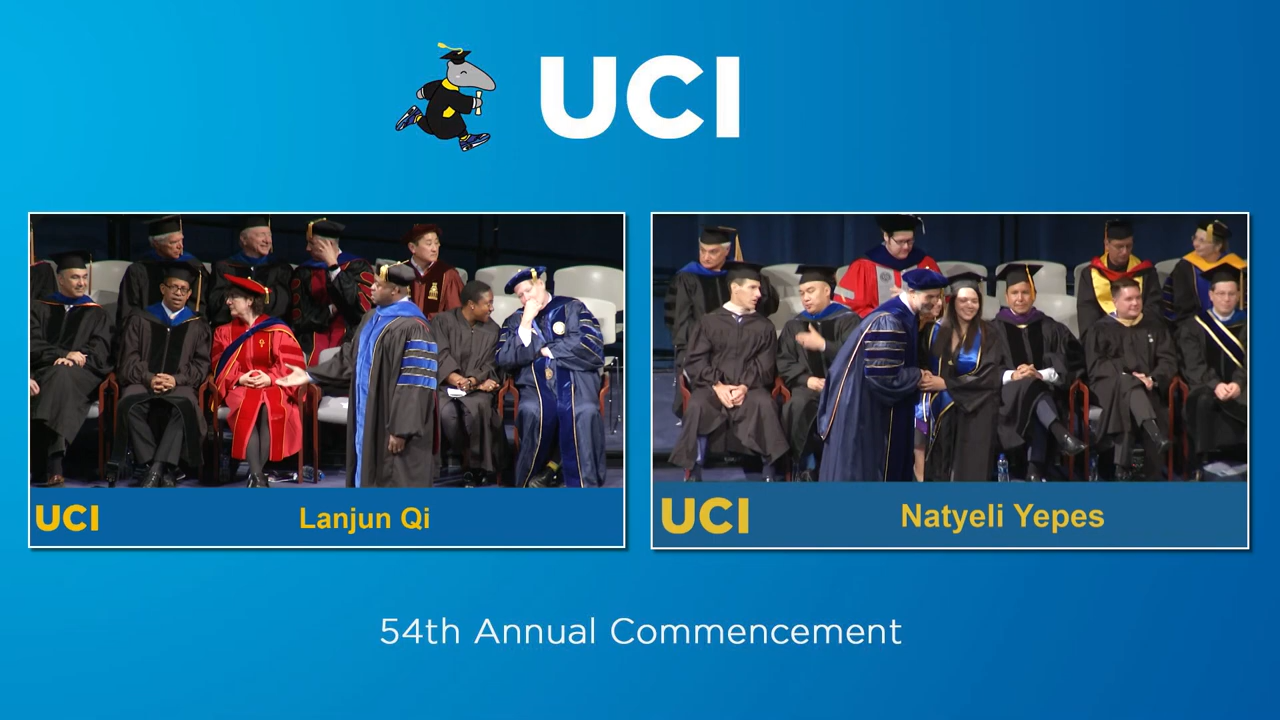 UCI
UCI
Lanjun Qi
UCI
Natyeli Yepes
54th Annual Commencement